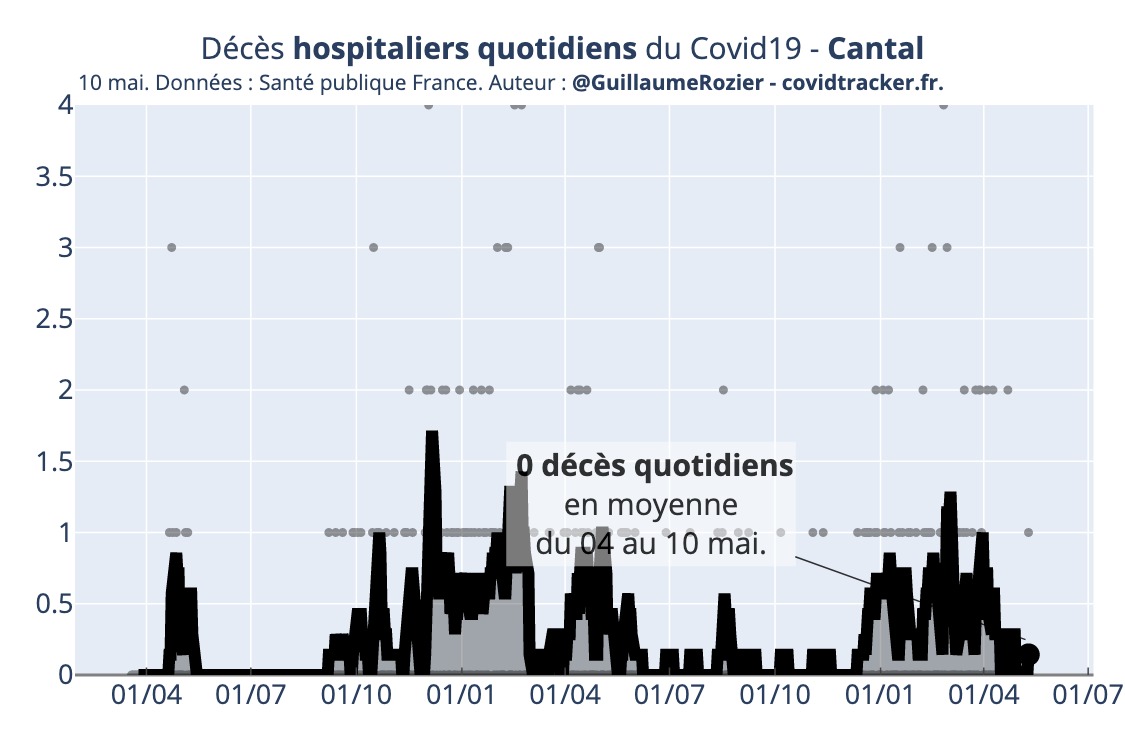 Décès hospitaliers quotidiens du Covid19 - Cantal
10 mai. Données : Santé publique France. Auteur : @GuillaumeRozier - covidtracker.fr.
4
3.5
3
2.5
2
1.5
1
0.5
0
0 décès quotidiens
en moyenne
du 04 au 10 mai.
01/04 01/07 01/10 01/01 01/04 01/07 01/10 01/01 01/04 01/07